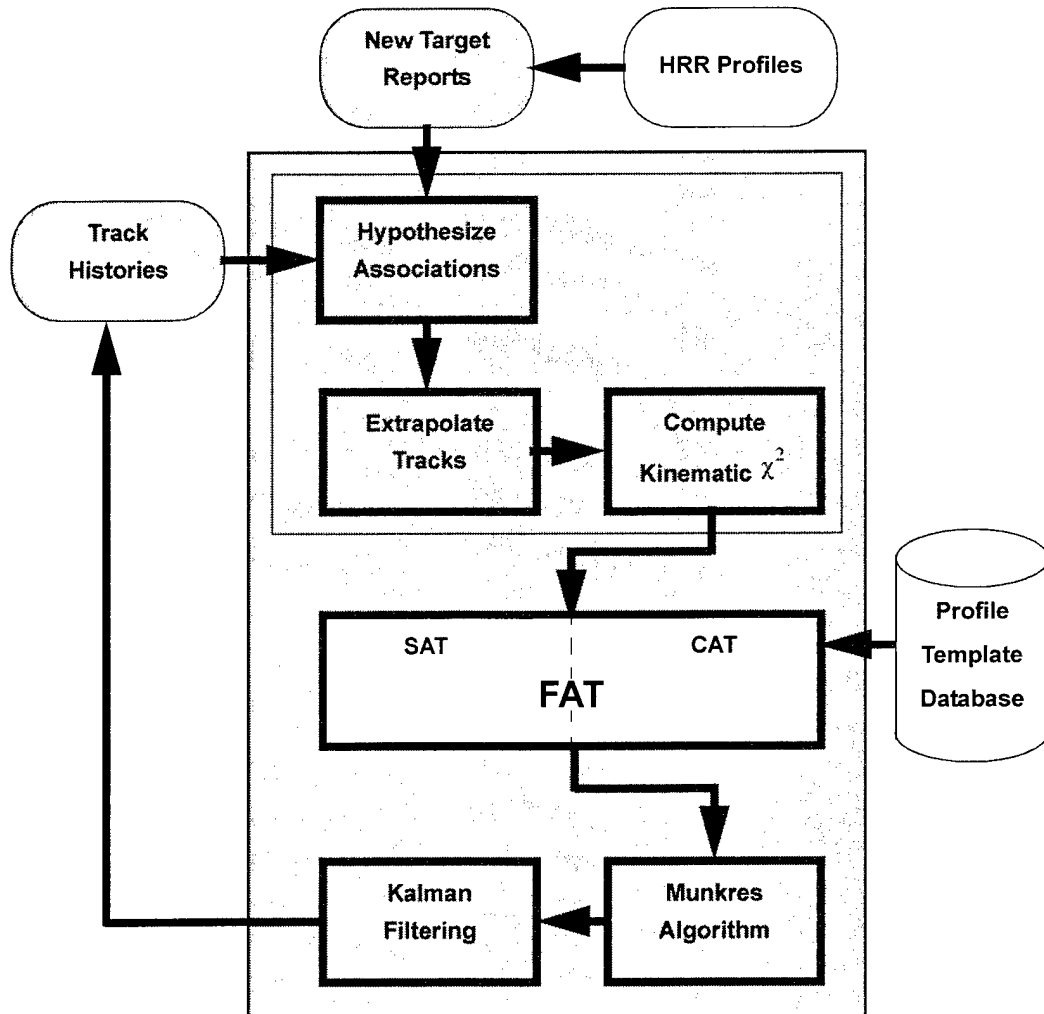 New Target
Reports
HRR Profiles
Track
Histories
Hypothesize
Associations
Extrapolate
Tracks
Compute
Kinematic χ²
SAT
CAT
FAT
Profile
Template
Database
Kalman
Filtering
Munkres
Algorithm